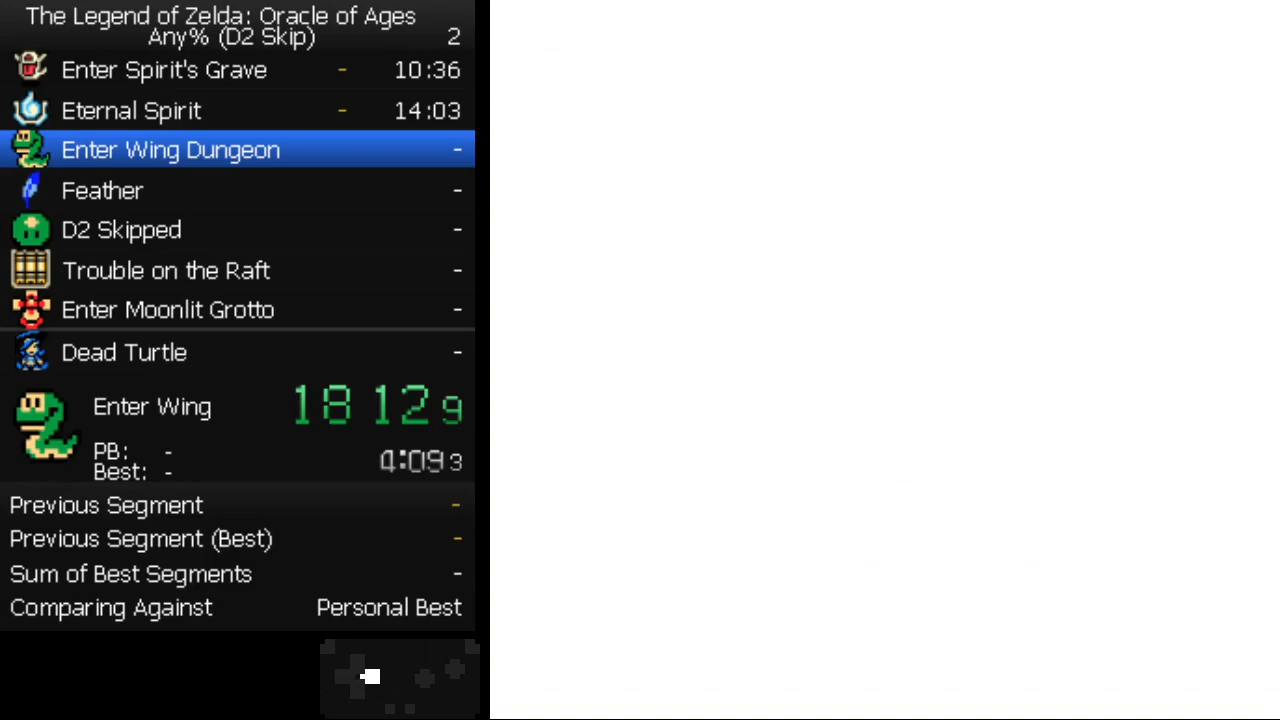 The Legend of Zelda: Oracle of Ages
Any% (D2 Skip) 2
Enter Spirit's Grave - 10:36
Eternal Spirit - 14:03
Enter Wing Dungeon -
Feather -
D2 Skipped -
Trouble on the Raft -
Enter Moonlit Grotto -
Dead Turtle -
Enter Wing 18 12 9
PB: -
Best: - 4:09 3
Previous Segment -
Previous Segment (Best) -
Sum of Best Segments -
Comparing Against Personal Best